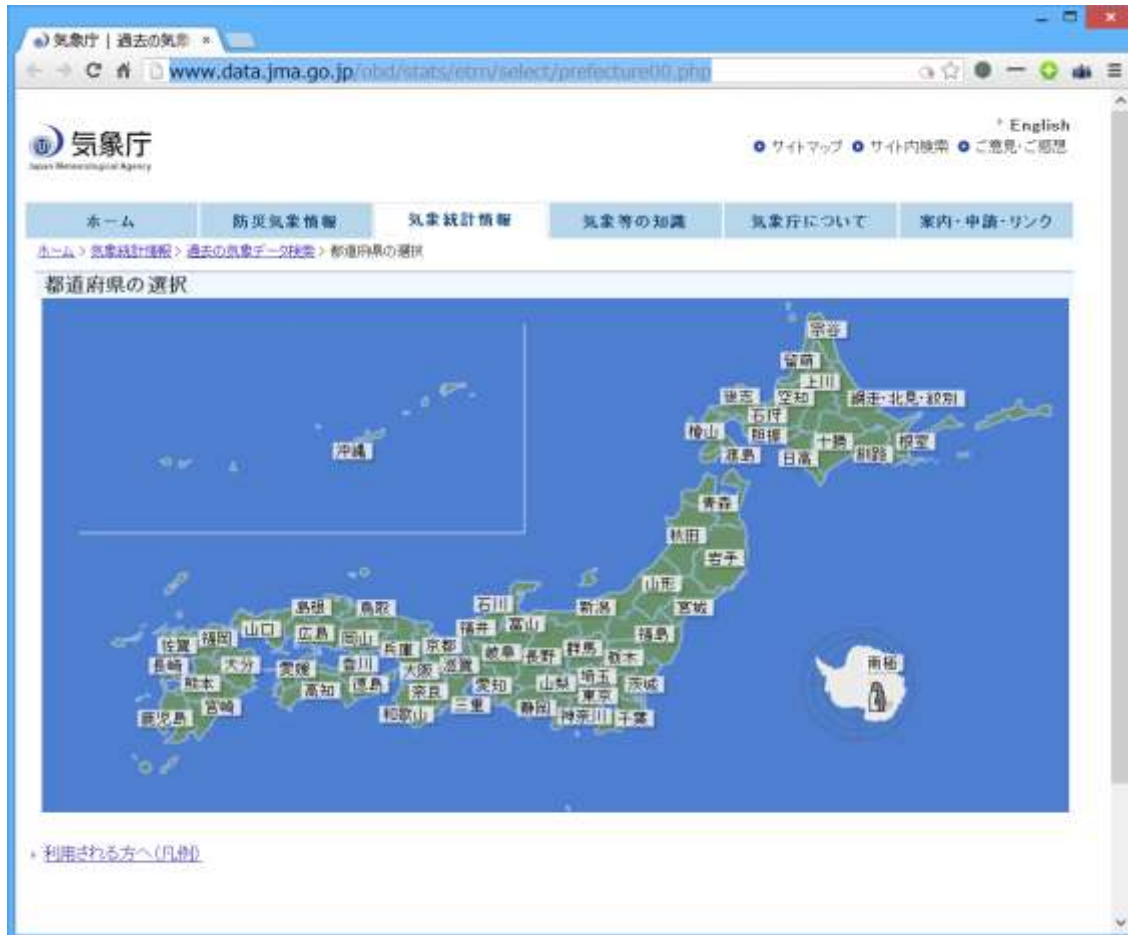 気象庁 | 過去の気象
www.data.jma.go.jp/obd/stats/etrn/select/prefecture00.php
気象庁
Japan Meteorological Agency
English
サイトマップ サイト内検索 ご意見・ご感想
ホーム 防災気象情報 気象統計情報 気象等の知識 気象庁について 案内・申請・リンク
ホーム > 気象統計情報 > 過去の気象データ検索 > 都道府県の選択
都道府県の選択
宗谷
留萌
上川
後志 空知 網走・北見・紋別
石狩
檜山 胆振 十勝 根室
渡島 日高 釧路
沖縄
青森
秋田
岩手
山形
島根 鳥取 石川 新潟 宮城
佐賀 福岡 山口 広島 岡山 兵庫 京都 福井 富山 福島
岐阜 長野 群馬 栃木
長崎 大分 愛媛 香川 大阪 滋賀 南極
熊本 高知 徳島 奈良 愛知 山梨 埼玉 茨城
東京
鹿児島 宮崎 和歌山 三重 静岡 神奈川 千葉
利用される方へ(凡例)